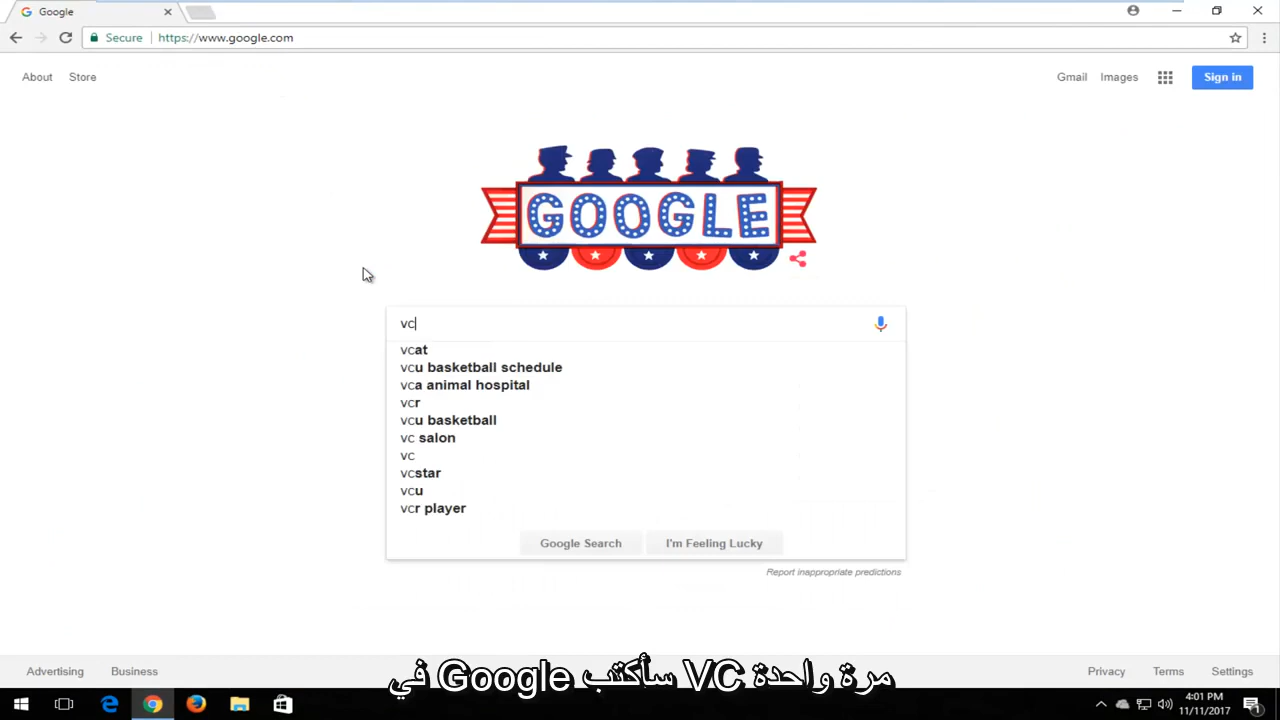 Google
Secure
https://www.google.com
About
Store
Gmail
Images
Sign in
GOOGLE
vc
vcat
vcu basketball schedule
vca animal hospital
vcr
vcu basketball
vc salon
vc
vcstar
vcu
vcr player
Google Search
I'm Feeling Lucky
Report inappropriate predictions
Advertising
Business
Privacy
Terms
Settings
مرة واحدة VC سأكتب Google في
4:01 PM
11/11/2017
1